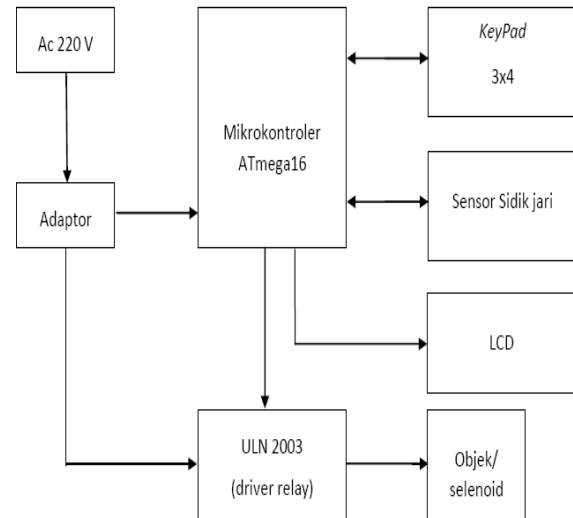 Ac 220 V
KeyPad
3x4
Mikrokontroler
ATmega16
Adaptor
Sensor Sidik jari
LCD
ULN 2003
(driver relay)
Objek/
selenoid